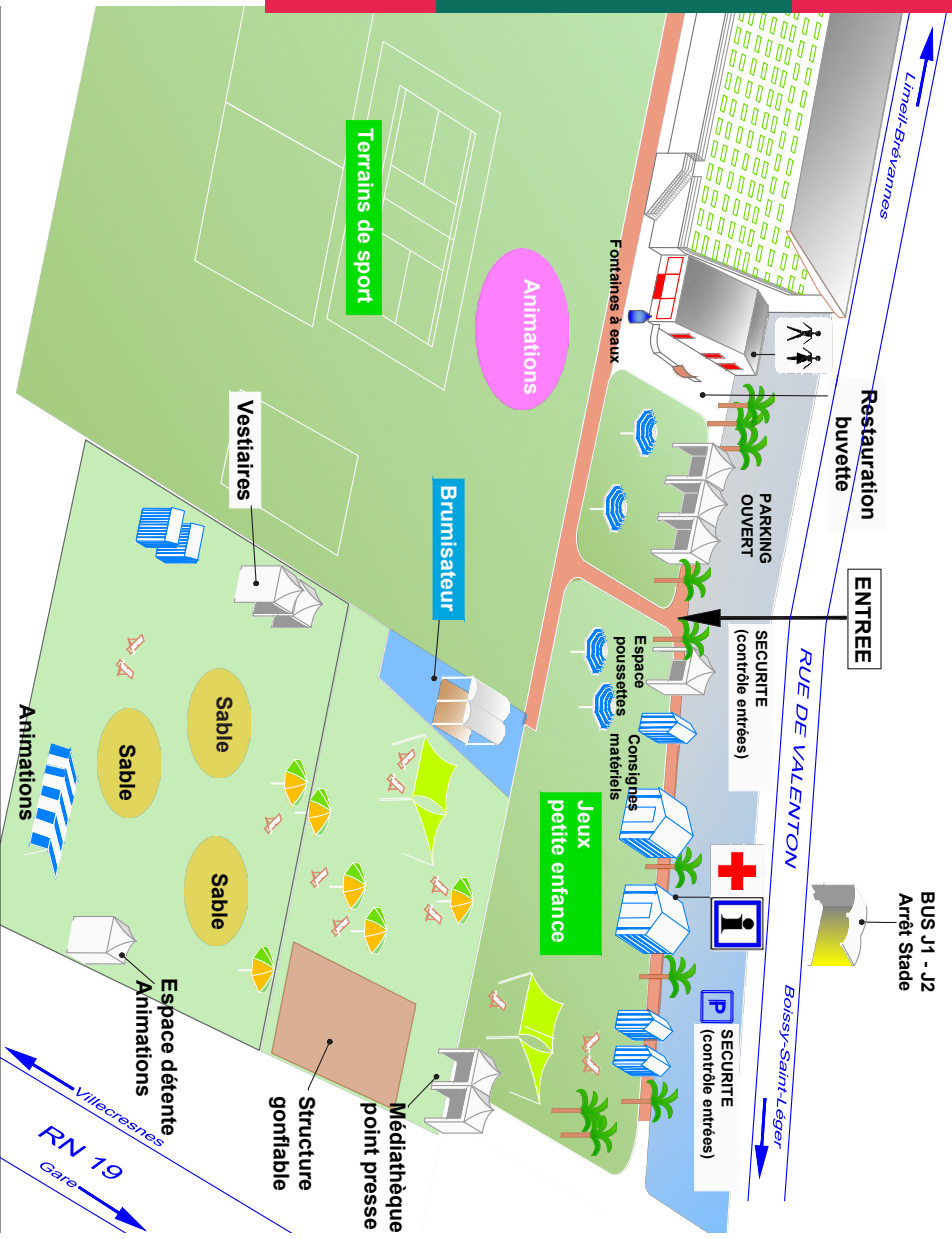 Limeil-Brévannes
Restauration
buvette
PARKING
OUVERT
ENTREE
SECURITE
(contrôle entrées)
RUE DE VALENTON
BUS J1 - J2
Arrêt Stade
Boissy-Saint-Léger
P
SECURITE
(contrôle entrées)
i
Fontaines à eaux
Animations
Terrains de sport
Espace
poussettes
Consignes
matériels
Jeux
petite enfance
Brumisateur
Vestiaires
Sable
Sable
Sable
Animations
Espace détente
Animations
Structure
gonflable
Médiathèque
point presse
Villecresnes
RN 19
Gare